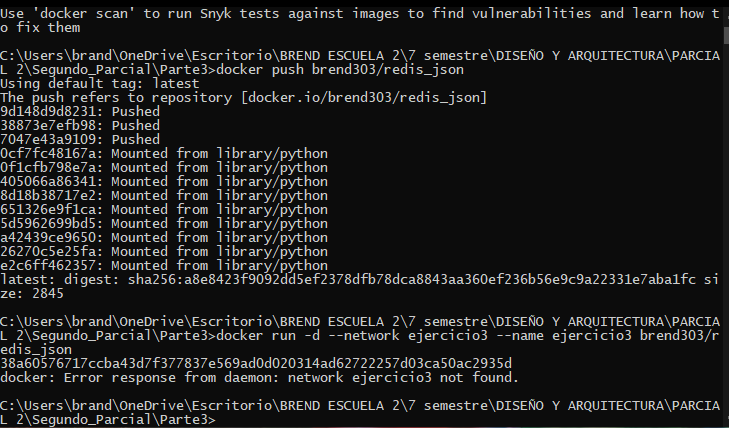 Use 'docker scan' to run Snyk tests against images to find vulnerabilities and learn how t
o fix them
C:\Users\brand\OneDrive\Escritorio\BREND ESCUELA 2\7 semestre\DISEÑO Y ARQUITECTURA\PARCIA
L 2\Segundo_Parcial\Parte3>docker push brend303/redis_json
Using default tag: latest
The push refers to repository [docker.io/brend303/redis_json]
9d148d9d8231: Pushed
38873e7efb98: Pushed
7047e43a9109: Pushed
0cf7fc48167a: Mounted from library/python
0f1cfb798e7a: Mounted from library/python
405066a86341: Mounted from library/python
8d18b38717e2: Mounted from library/python
651326e9f1ca: Mounted from library/python
5d5962699bd5: Mounted from library/python
a42439ce9650: Mounted from library/python
26270c5e25fa: Mounted from library/python
e2c6ff462357: Mounted from library/python
latest: digest: sha256:a8e8423f9092dd5ef2378dfb78dca8843aa360ef236b56e9c9a22331e7aba1fc si
ze: 2845
C:\Users\brand\OneDrive\Escritorio\BREND ESCUELA 2\7 semestre\DISEÑO Y ARQUITECTURA\PARCIA
L 2\Segundo_Parcial\Parte3>docker run -d --network ejercicio3 --name ejercicio3 brend303/r
edis_json
38a60576717ccba43d7f377837e569ad0d020314ad62722257d03ca50ac2935d
docker: Error response from daemon: network ejercicio3 not found.
C:\Users\brand\OneDrive\Escritorio\BREND ESCUELA 2\7 semestre\DISEÑO Y ARQUITECTURA\PARCIA
L 2\Segundo_Parcial\Parte3>